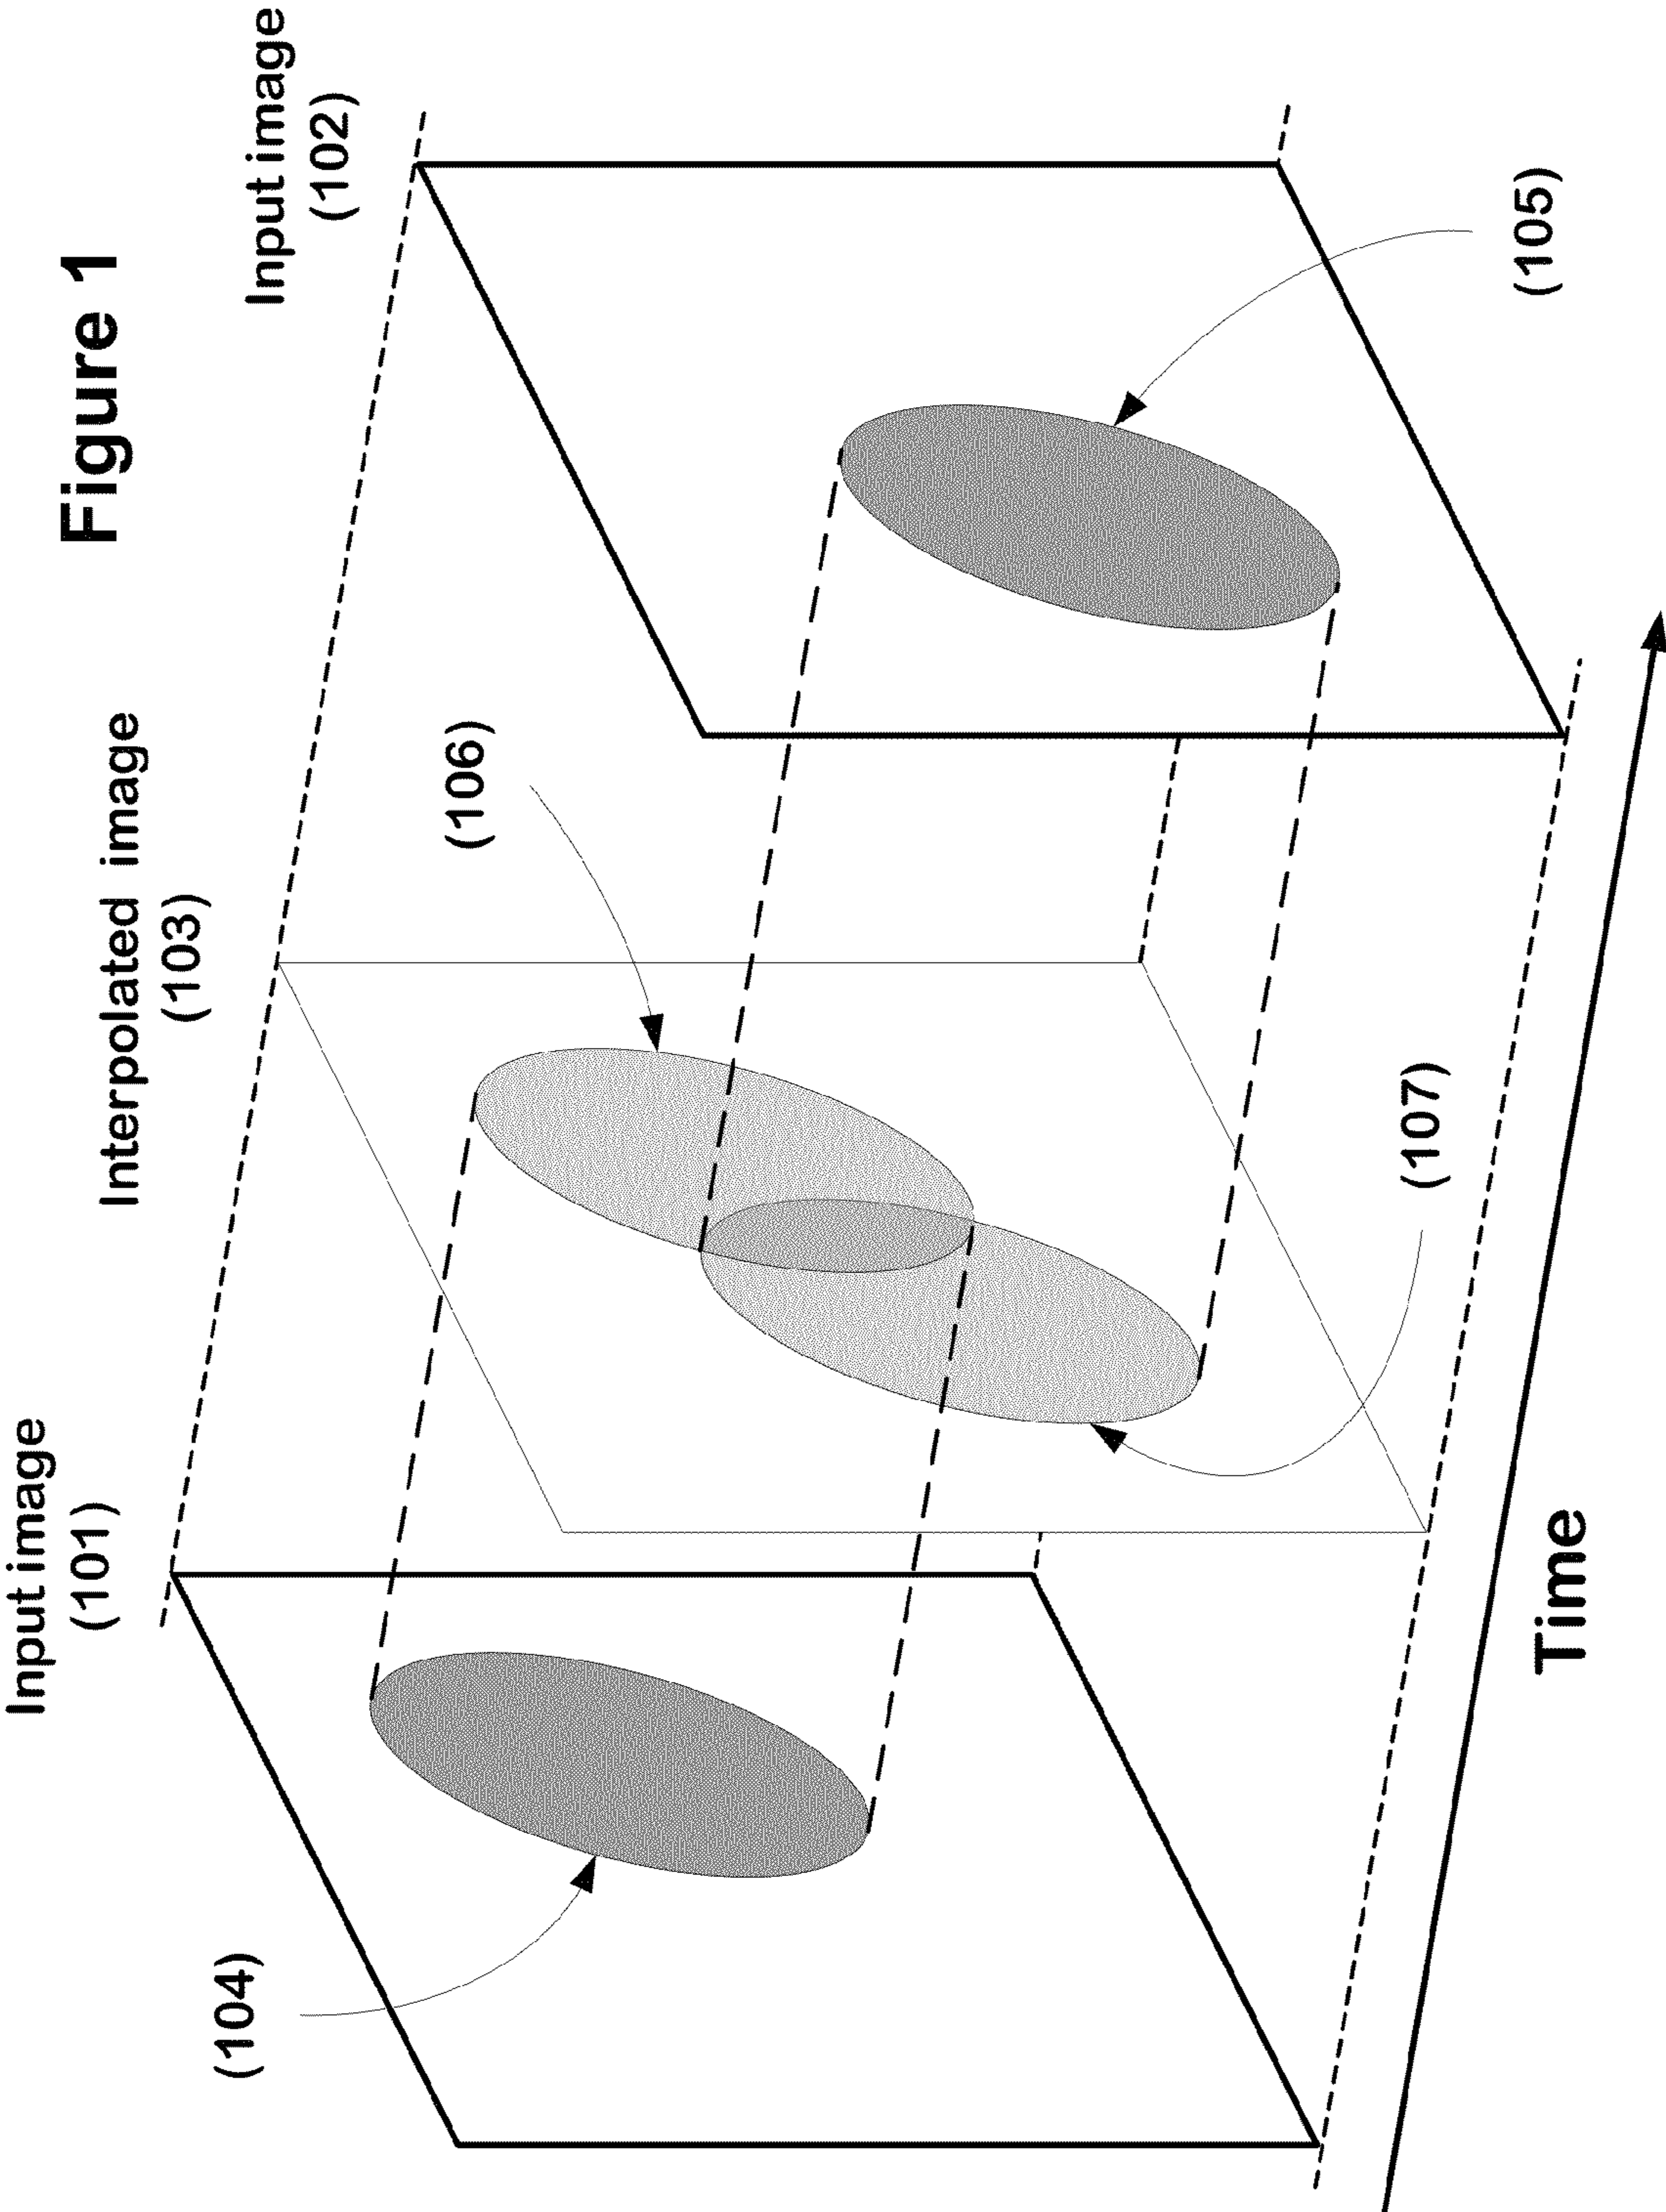 Figure 1
Input image
(101)
Interpolated image
(103)
Input image
(102)
(104)
(106)
(107)
(105)
Time